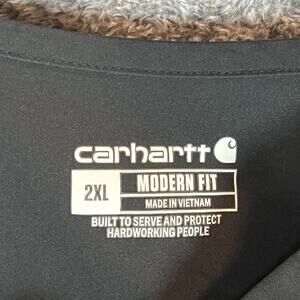 carhartt
2XL MODERN FIT
MADE IN VIETNAM
BUILT TO SERVE AND PROTECT
HARDWORKING PEOPLE